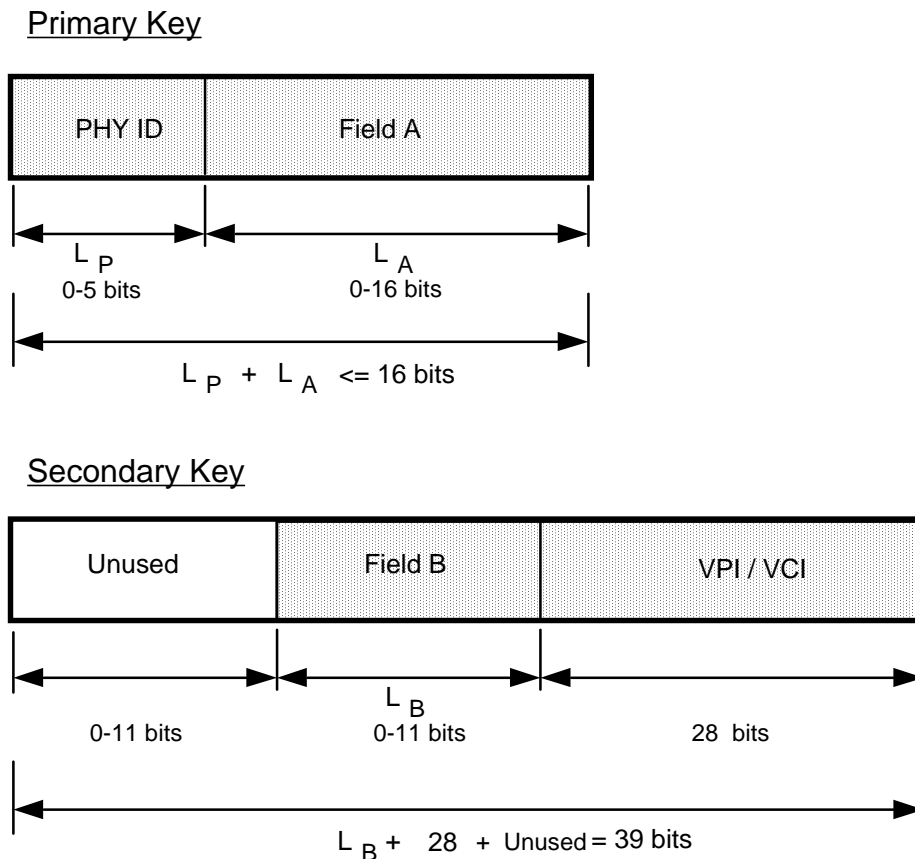 Primary Key
PHY ID Field A
L P L A
0-5 bits 0-16 bits
L P + L A <= 16 bits
Secondary Key
Unused Field B VPI / VCI
L B
0-11 bits 0-11 bits 28 bits
L B + 28 + Unused = 39 bits